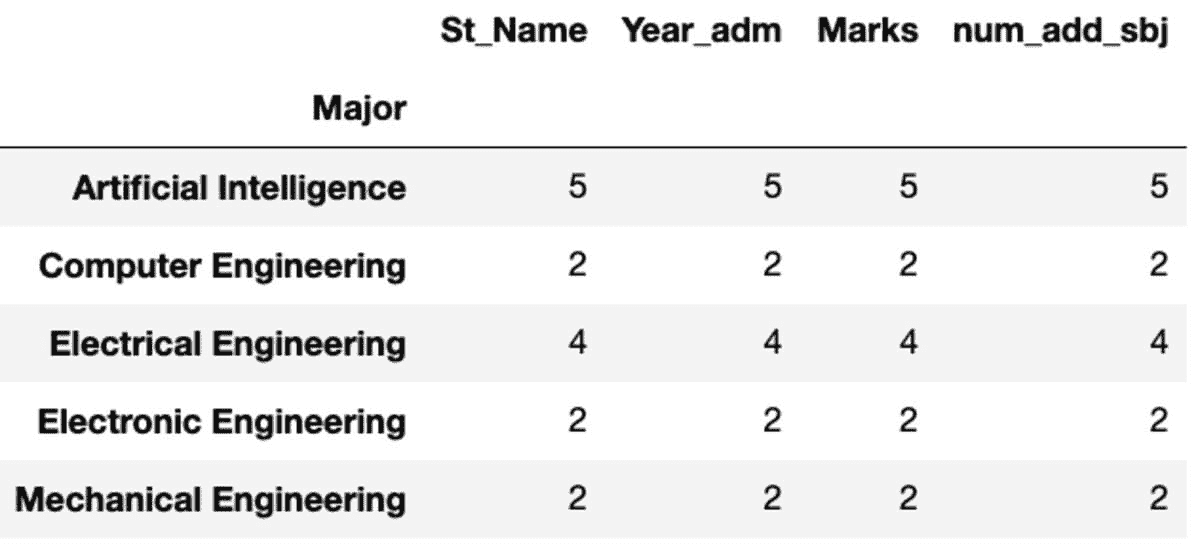 St_Name Year_adm Marks num_add_sbj
Major
Artificial Intelligence 5 5 5 5
Computer Engineering 2 2 2 2
Electrical Engineering 4 4 4 4
Electronic Engineering 2 2 2 2
Mechanical Engineering 2 2 2 2